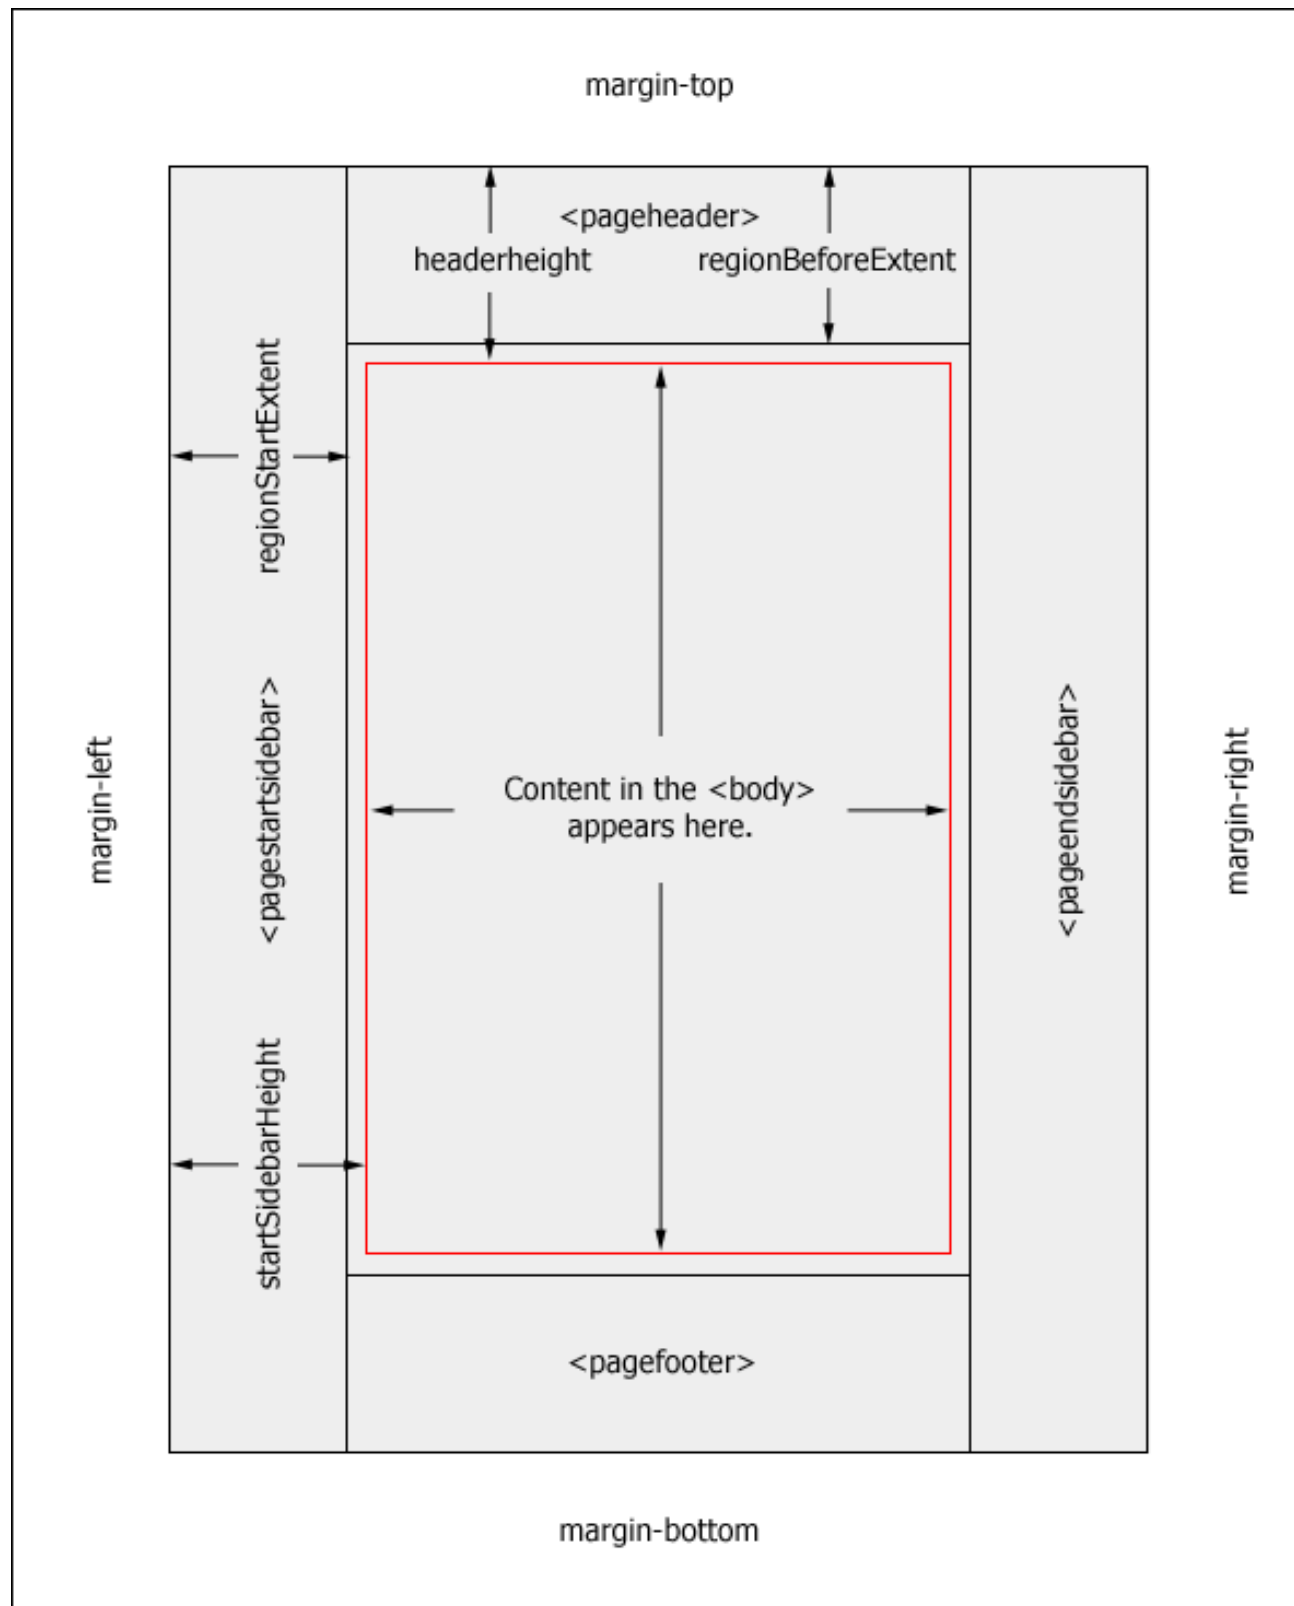 margin-top
<pageheader>
headerheight
regionBeforeExtent
regionStartExtent
<pagestartsidebar>
startSidebarHeight
margin-left
Content in the <body>
appears here.
<pageendsidebar>
margin-right
<pagefooter>
margin-bottom